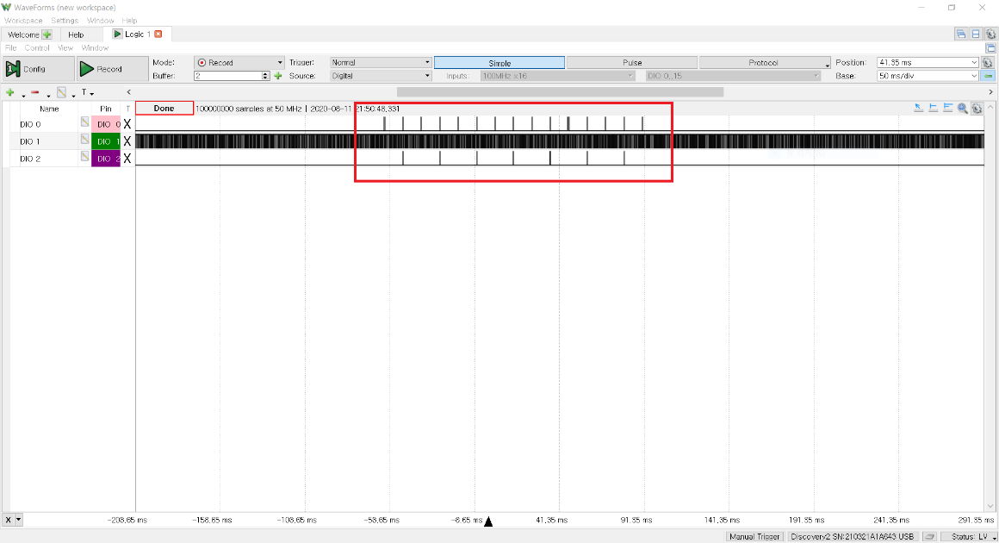 WaveForms (new workspace)
Workspace Settings Window Help
Welcome Help Logic 1
File Control View Window
Config Record Mode: Record Trigger: Normal Simple Pulse Protocol Position: 41.35 ms
Buffer: 2 Source: Digital Inputs: 100MHz x16 DIO 0..15 Base: 50 ms/div
T
Name Pin T Done 100000000 samples at 50 MHz | 2020-08-11 21:50:48.331
DIO 0 DIO 0 X
DIO 1 DIO 1 X
DIO 2 DIO 2 X
X -208.65 ms -158.65 ms -108.65 ms -58.65 ms -8.65 ms 41.35 ms 91.35 ms 141.35 ms 191.35 ms 241.35 ms 291.35 ms
Manual Trigger Discovery2 SN:210321A1A643 USB Status: LV